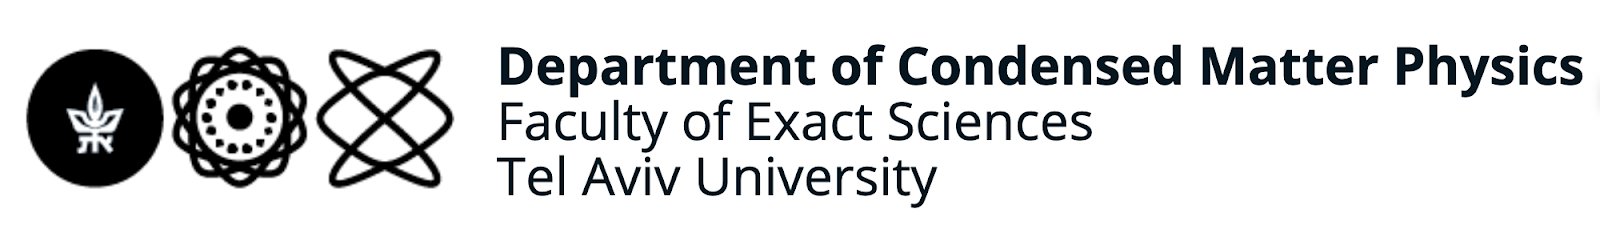 Department of Condensed Matter Physics
Faculty of Exact Sciences
Tel Aviv University